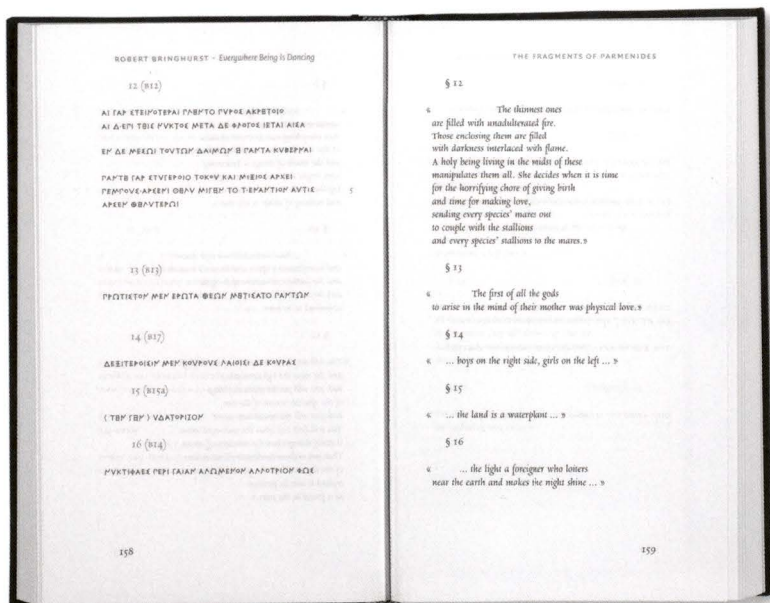 ROBERT BRINGHURST · Everywhere Being Is Dancing
12 (B12)
ΑΙ ΓΑΡ ΣΤΕΙΝΟΤΕΡΑΙ ΠΛΗΝΤΟ ΠΥΡΟΣ ΑΚΡΗΤΟΙΟ
ΑΙ Δ·ΕΠΙ ΤΗΙΣ ΝΥΚΤΟΣ ΜΕΤΑ ΔΕ ΦΛΟΓΟΣ ΙΕΤΑΙ ΑΙΣΑ
ΕΝ ΔΕ ΜΕΣΩΙ ΤΟΥΤΩΝ ΔΑΙΜΩΝ Η ΠΑΝΤΑ ΚΥΒΕΡΝΑΙ
ΠΑΝΤΗ ΓΑΡ ΣΤΥΓΕΡΟΙΟ ΤΟΚΟΥ ΚΑΙ ΜΙΞΙΟΣ ΑΡΧΕΙ·
ΠΕΜΠΟΥΣ·ΑΡΣΕΝΙ ΘΗΛΥ ΜΙΓΗΝ ΤΟ Τ·ΕΝΑΝΤΙΟΝ ΑΥΤΙΣ 5
ΑΡΣΕΝ ΘΗΛΥΤΕΡΩΙ
13 (B13)
ΠΡΩΤΙΣΤΟΝ ΜΕΝ ΕΡΩΤΑ ΘΕΩΝ ΜΗΤΙΣΑΤΟ ΠΑΝΤΩΝ
14 (B17)
ΔΕΞΙΤΕΡΟΙΣΙΝ ΜΕΝ ΚΟΥΡΟΥΣ ΛΑΙΟΙΣΙ ΔΕ ΚΟΥΡΑΣ
15 (B15a)
( ΤΗΝ ΓΗΝ ) ΥΔΑΤΟΡΙΖΟΝ
16 (B14)
ΝΥΚΤΙΦΑΕΣ ΠΕΡΙ ΓΑΙΑΝ ΑΛΩΜΕΝΟΝ ΑΛΛΟΤΡΙΟΝ ΦΩΣ
158
THE FRAGMENTS OF PARMENIDES
§ 12
« The thinnest ones
are filled with unadulterated fire.
Those enclosing them are filled
with darkness interlaced with flame.
A holy being living in the midst of these
manipulates them all. She decides when it is time
for the horrifying chore of giving birth
and time for making love,
sending every species' mares out
to couple with the stallions
and every species' stallions to the mares. »
§ 13
« The first of all the gods
to arise in the mind of their mother was physical love. »
§ 14
« ... boys on the right side, girls on the left ... »
§ 15
« ... the land is a waterplant ... »
§ 16
« ... the light a foreigner who loiters
near the earth and makes the night shine ... »
159